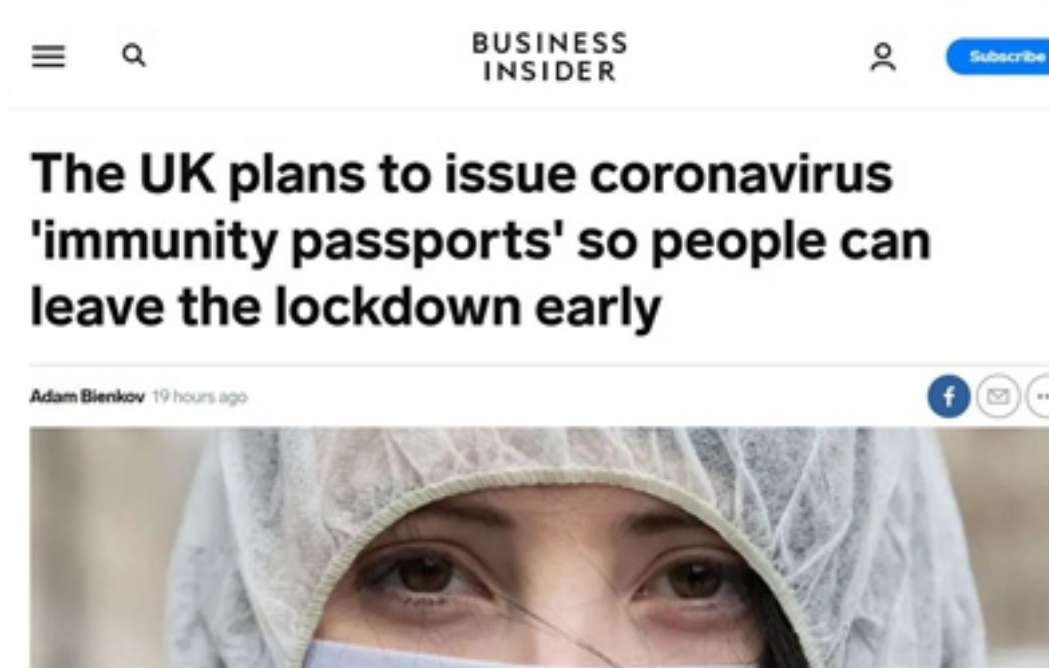 BUSINESS
INSIDER
Subscribe
The UK plans to issue coronavirus
'immunity passports' so people can
leave the lockdown early
Adam Bienkov 19 hours ago
f